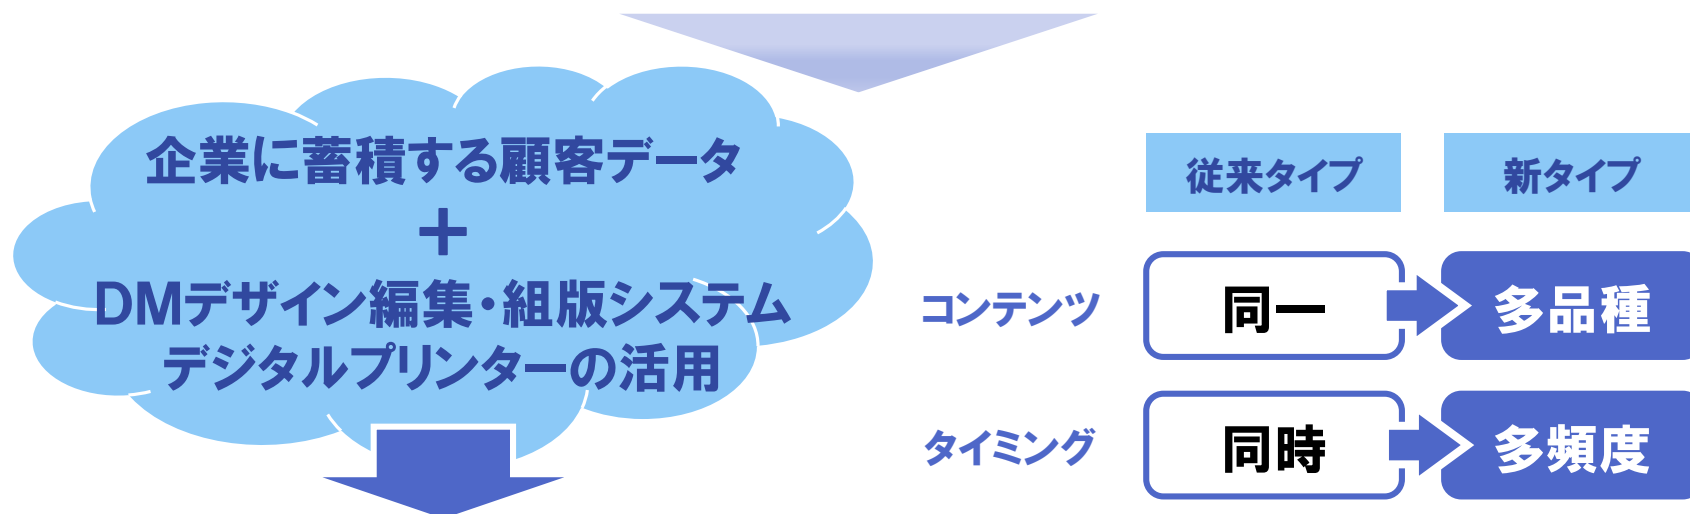 企業に蓄積する顧客データ
＋
DMデザイン編集・組版システム
デジタルプリンターの活用
従来タイプ 新タイプ
コンテンツ 同一 多品種
タイミング 同時 多頻度